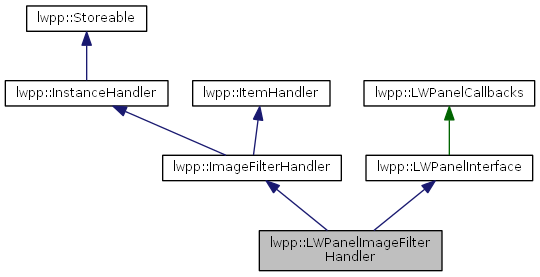 lwpp::Storeable
lwpp::InstanceHandler
lwpp::ItemHandler
lwpp::LWPanelCallbacks
lwpp::ImageFilterHandler
lwpp::LWPanelInterface
lwpp::LWPanelImageFilter
Handler